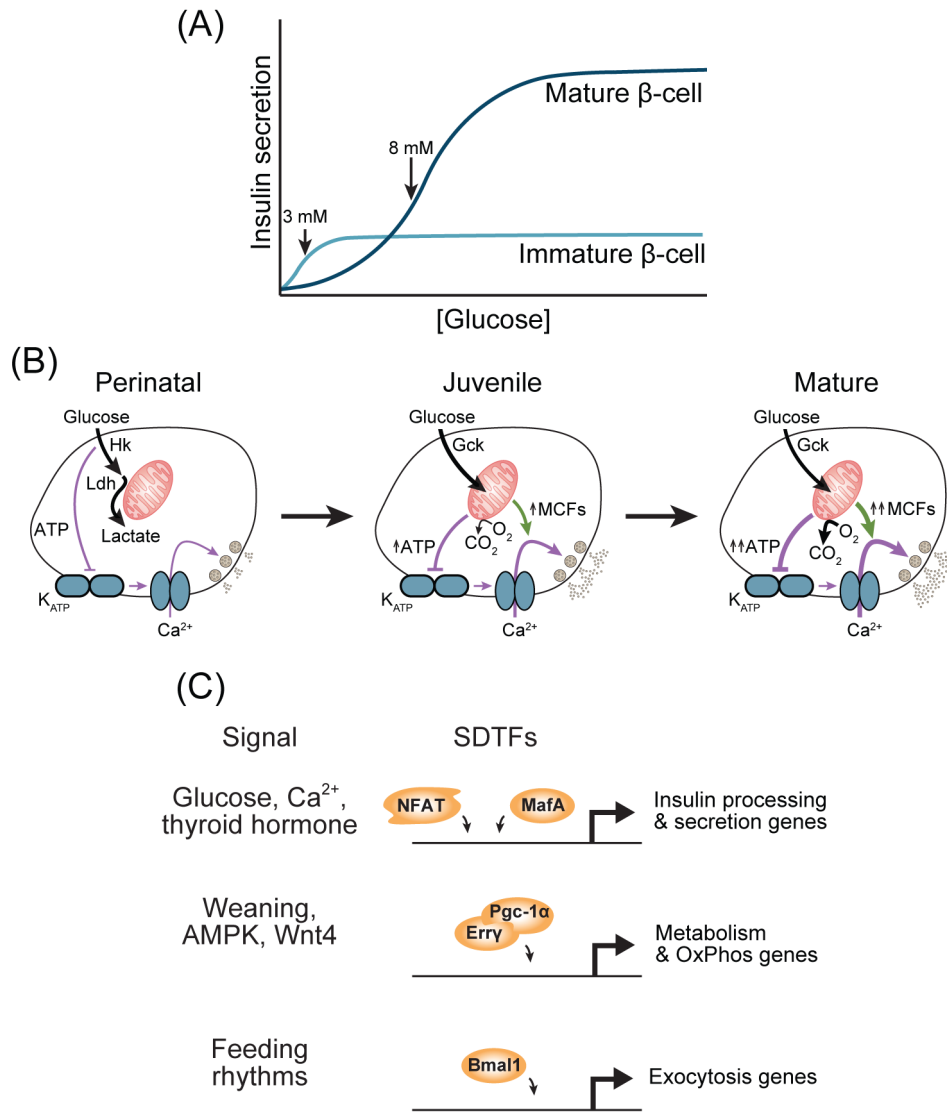 (A)
Insulin secretion
3 mM
8 mM
Mature β-cell
Immature β-cell
[Glucose]
(B)
Perinatal
Glucose
Hk
Ldh
Lactate
ATP
K_ATP
Ca²⁺
Juvenile
Glucose
Gck
↑MCFs
O₂
CO₂
↑ATP
K_ATP
Ca²⁺
Mature
Glucose
Gck
↑↑MCFs
O₂
CO₂
↑↑ATP
K_ATP
Ca²⁺
(C)
Signal
SDTFs
Glucose, Ca²⁺,
thyroid hormone
NFAT
MafA
Insulin processing
& secretion genes
Weaning,
AMPK, Wnt4
Pgc-1α
Errγ
Metabolism
& OxPhos genes
Feeding
rhythms
Bmal1
Exocytosis genes